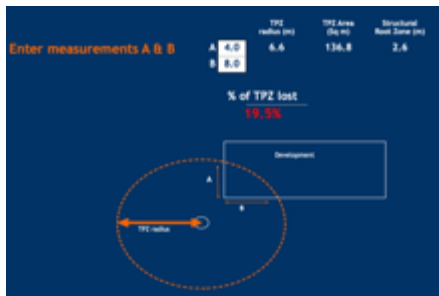 TPZ radius (m) TPZ Area (Sq m) Structural Root Zone (m)
Enter measurements A & B
A 4.0 6.6 136.8 2.6
B 8.0
% of TPZ lost
19.5%
Development
A
B
TPZ radius